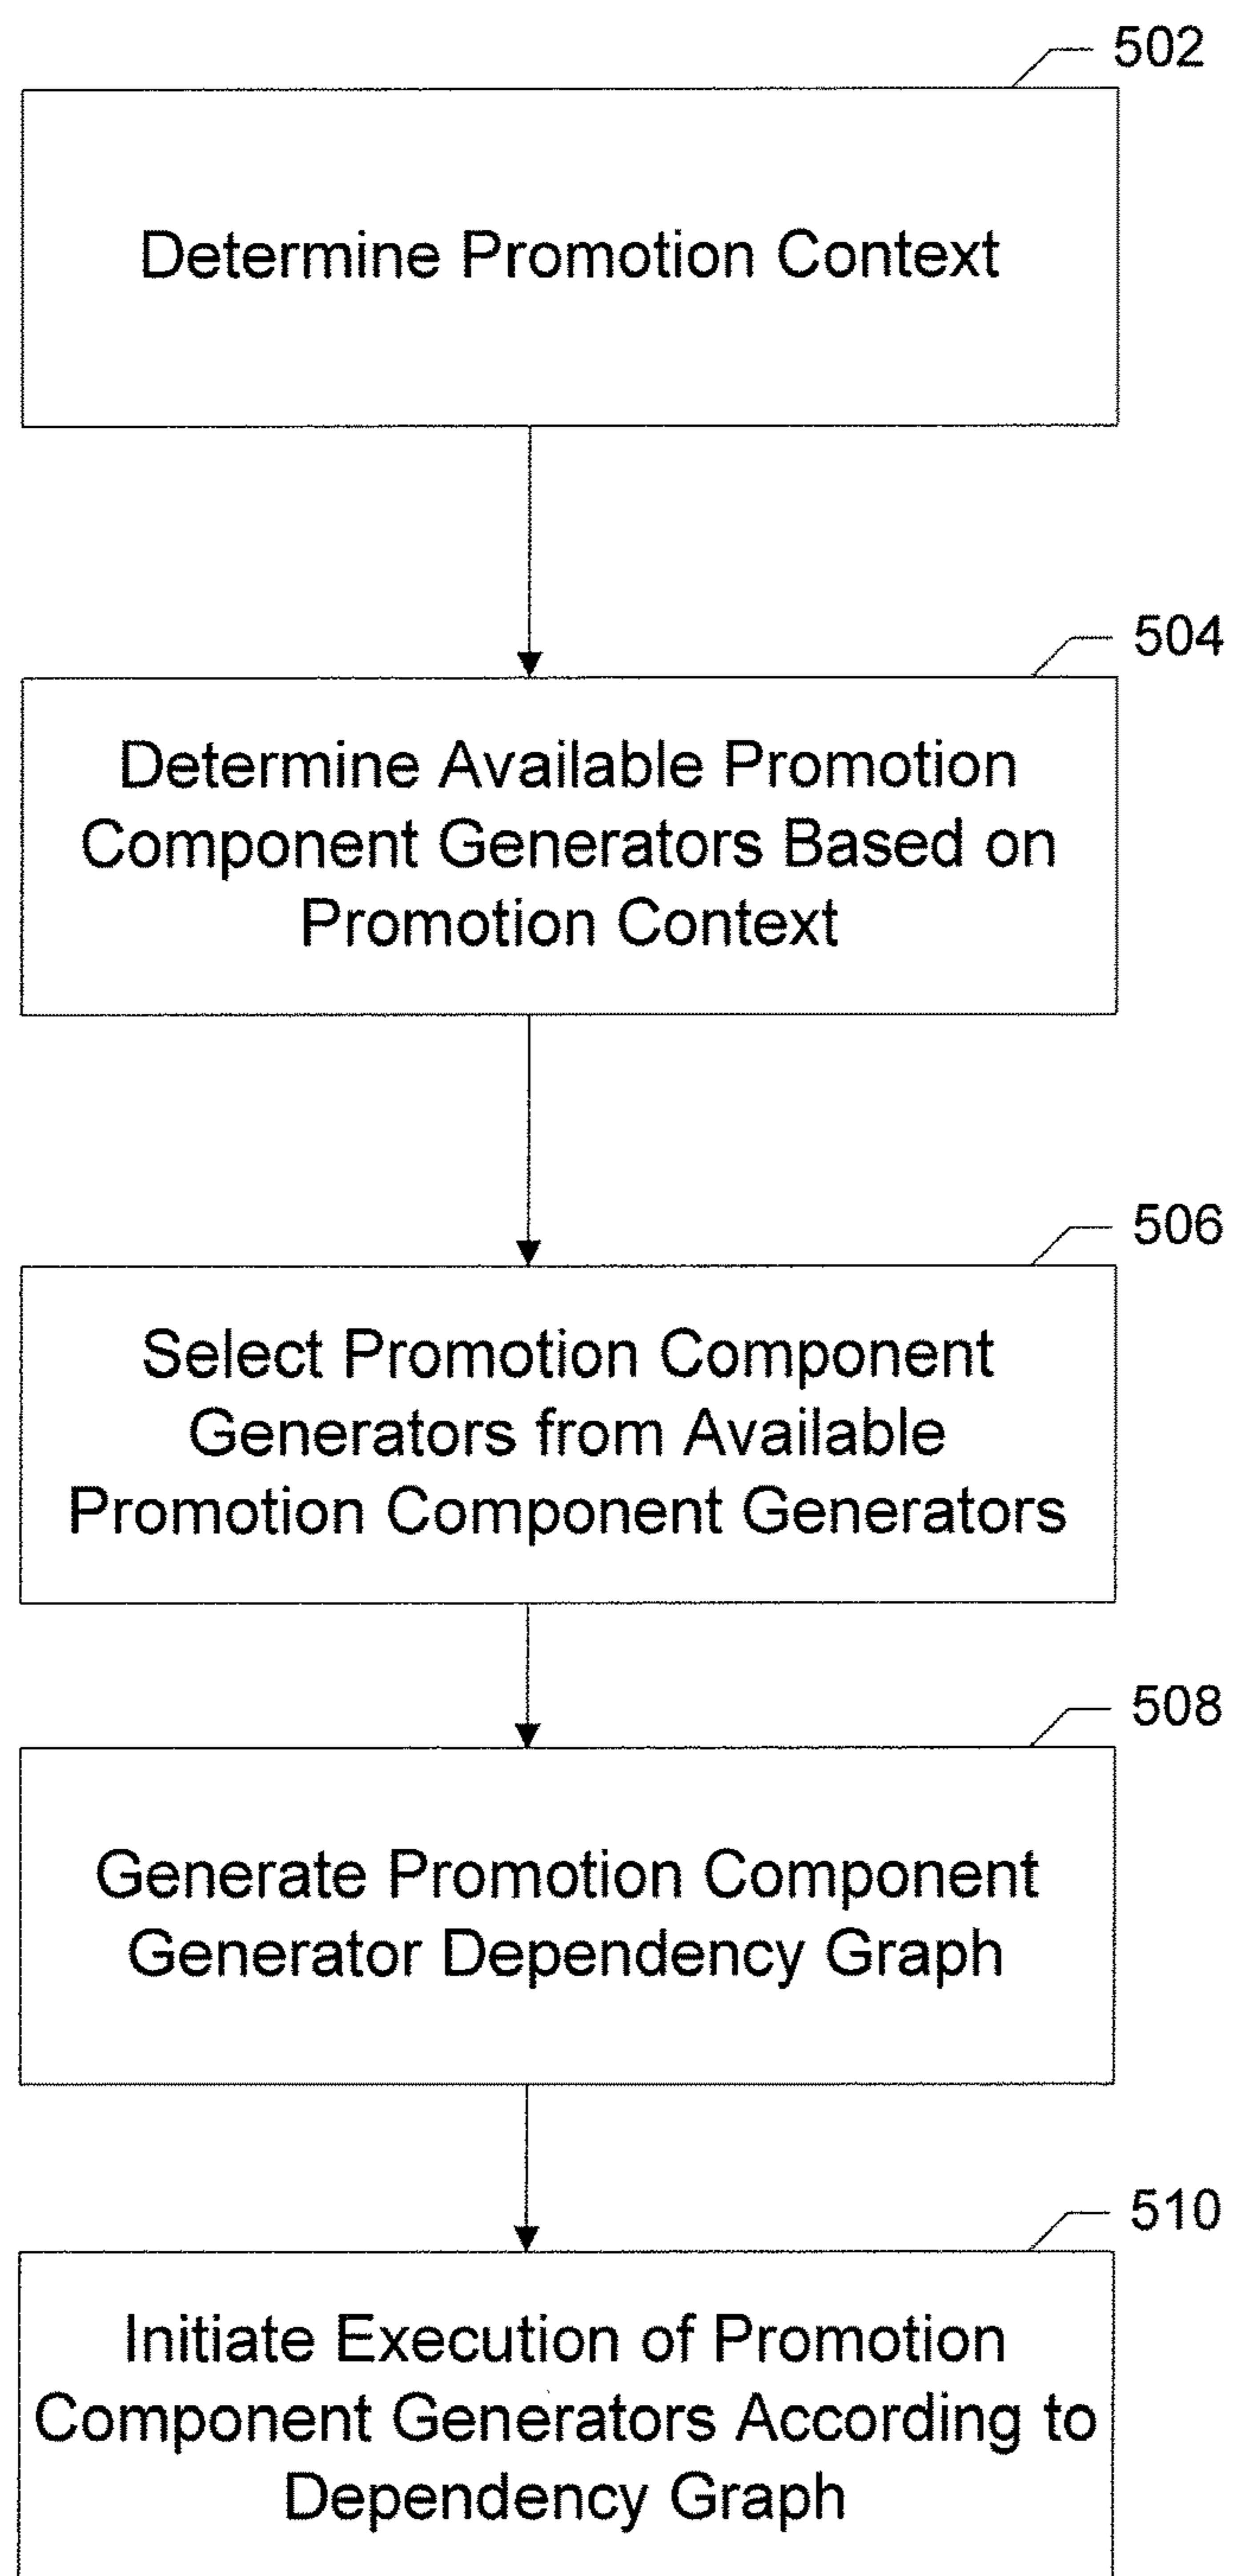 502
Determine Promotion Context
504
Determine Available Promotion
Component Generators Based on
Promotion Context
506
Select Promotion Component
Generators from Available
Promotion Component Generators
508
Generate Promotion Component
Generator Dependency Graph
510
Initiate Execution of Promotion
Component Generators According to
Dependency Graph